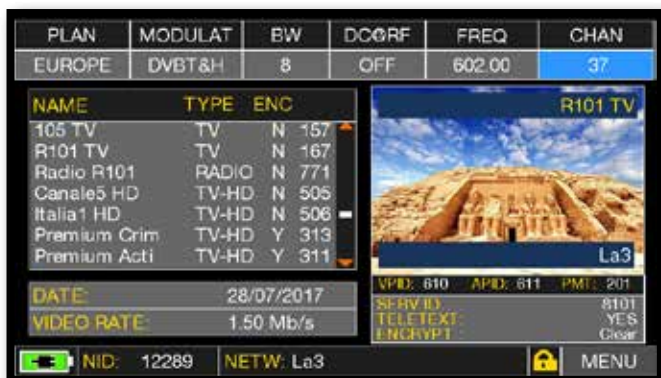 PLAN MODULAT BW DC@RF FREQ CHAN
EUROPE DVBT&H 8 OFF 602.00 37
NAME TYPE ENC
105 TV TV N 157
R101 TV TV N 167
Radio R101 RADIO N 771
Canale5 HD TV-HD N 505
Italia1 HD TV-HD N 506
Premium Crim TV-HD Y 313
Premium Acti TV-HD Y 311
R101 TV
La3
VPID: 610 APID: 611 PMT: 201
DATE: 28/07/2017
VIDEO RATE: 1.50 Mb/s
SERV ID: 8101
TELETEXT: YES
ENCRYPT: Clear
NID: 12289 NETW: La3 MENU